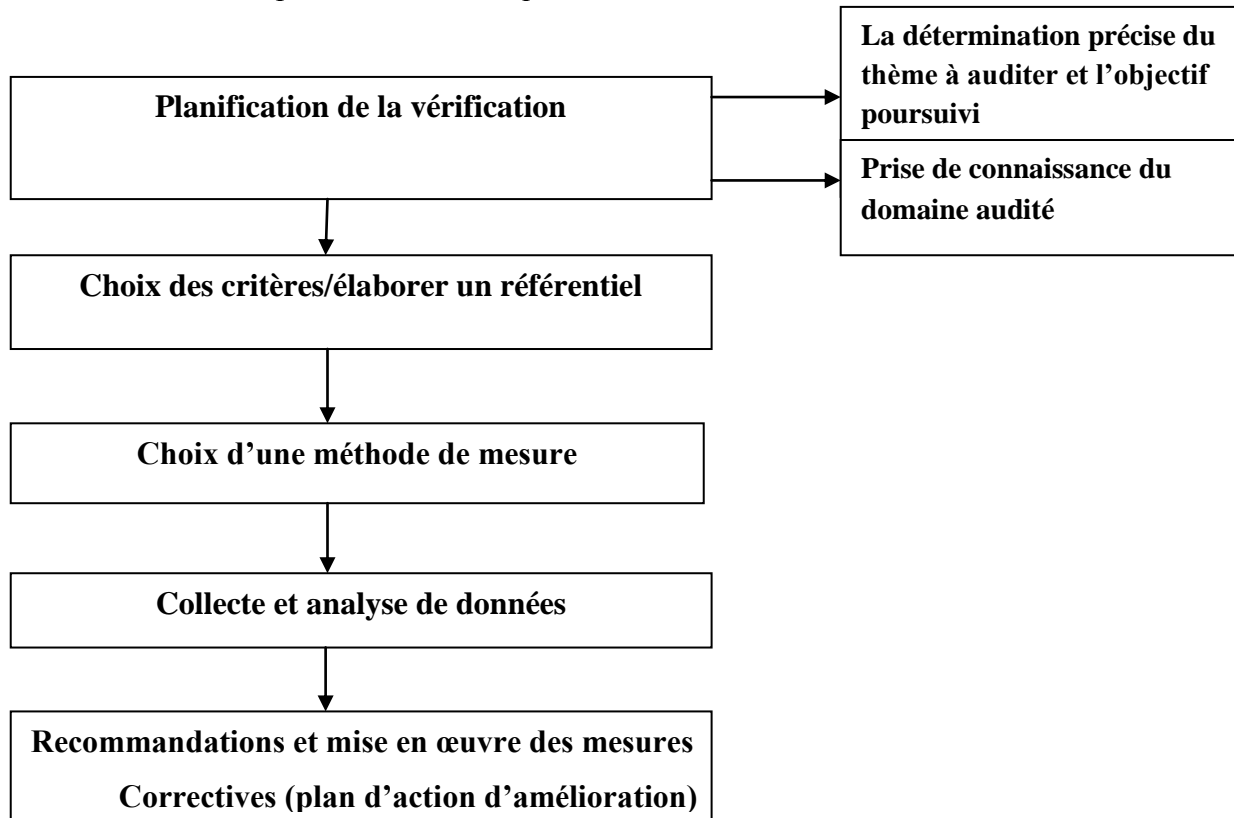 Planification de la vérification
La détermination précise du
thème à auditer et l’objectif
poursuivi
Prise de connaissance du
domaine audité
Choix des critères/élaborer un référentiel
Choix d’une méthode de mesure
Collecte et analyse de données
Recommandations et mise en œuvre des mesures
Correctives (plan d’action d’amélioration)